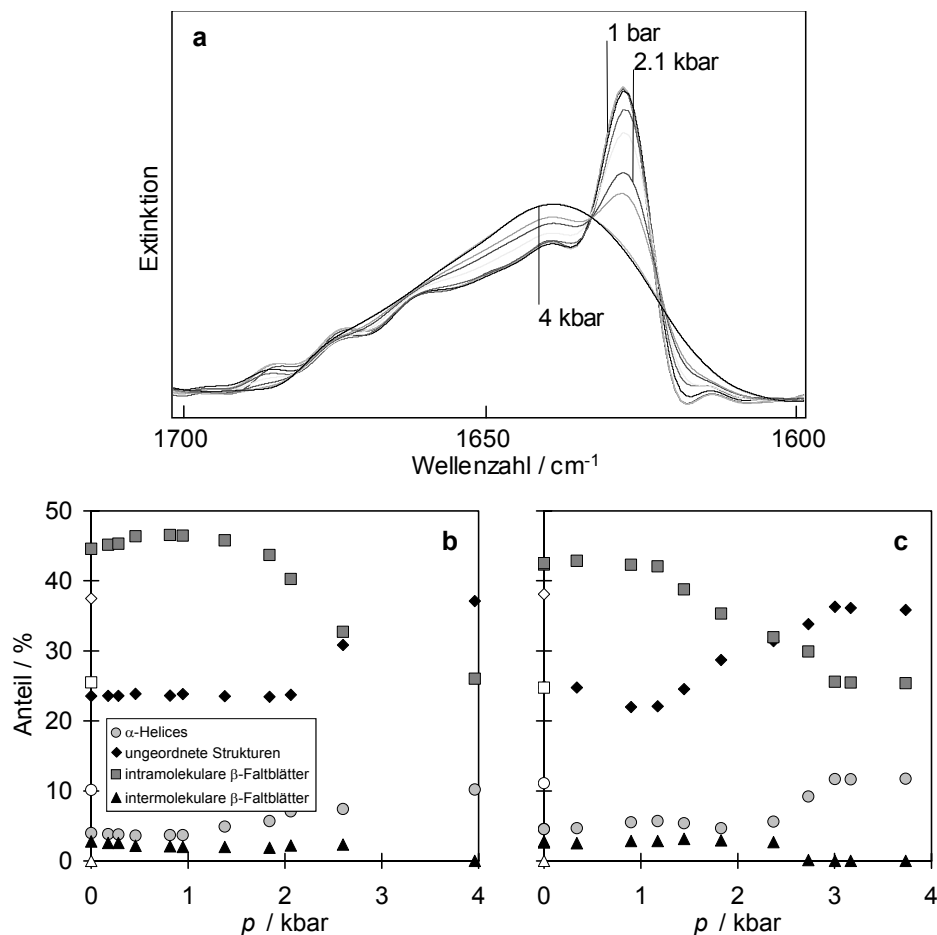 a
1 bar
2.1 kbar
4 kbar
Extinktion
1700
1650
1600
Wellenzahl / cm⁻¹
b
50
40
30
20
10
0
Anteil / %
α-Helices
ungeordnete Strukturen
intramolekulare β-Faltblätter
intermolekulare β-Faltblätter
0 1 2 3 4
p / kbar
c
0 1 2 3 4
p / kbar